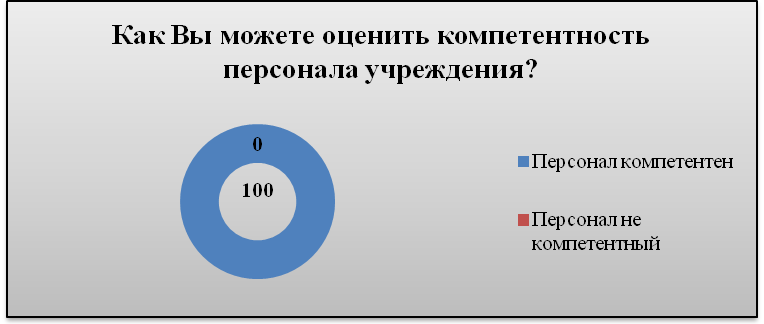 Как Вы можете оценить компетентность
персонала учреждения?
0
100
Персонал компетентен
Персонал не
компетентный